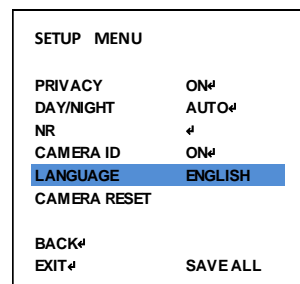 SETUP MENU
PRIVACY ON↵
DAY/NIGHT AUTO↵
NR ↵
CAMERA ID ON↵
LANGUAGE ENGLISH
CAMERA RESET
BACK↵
EXIT↵ SAVE ALL